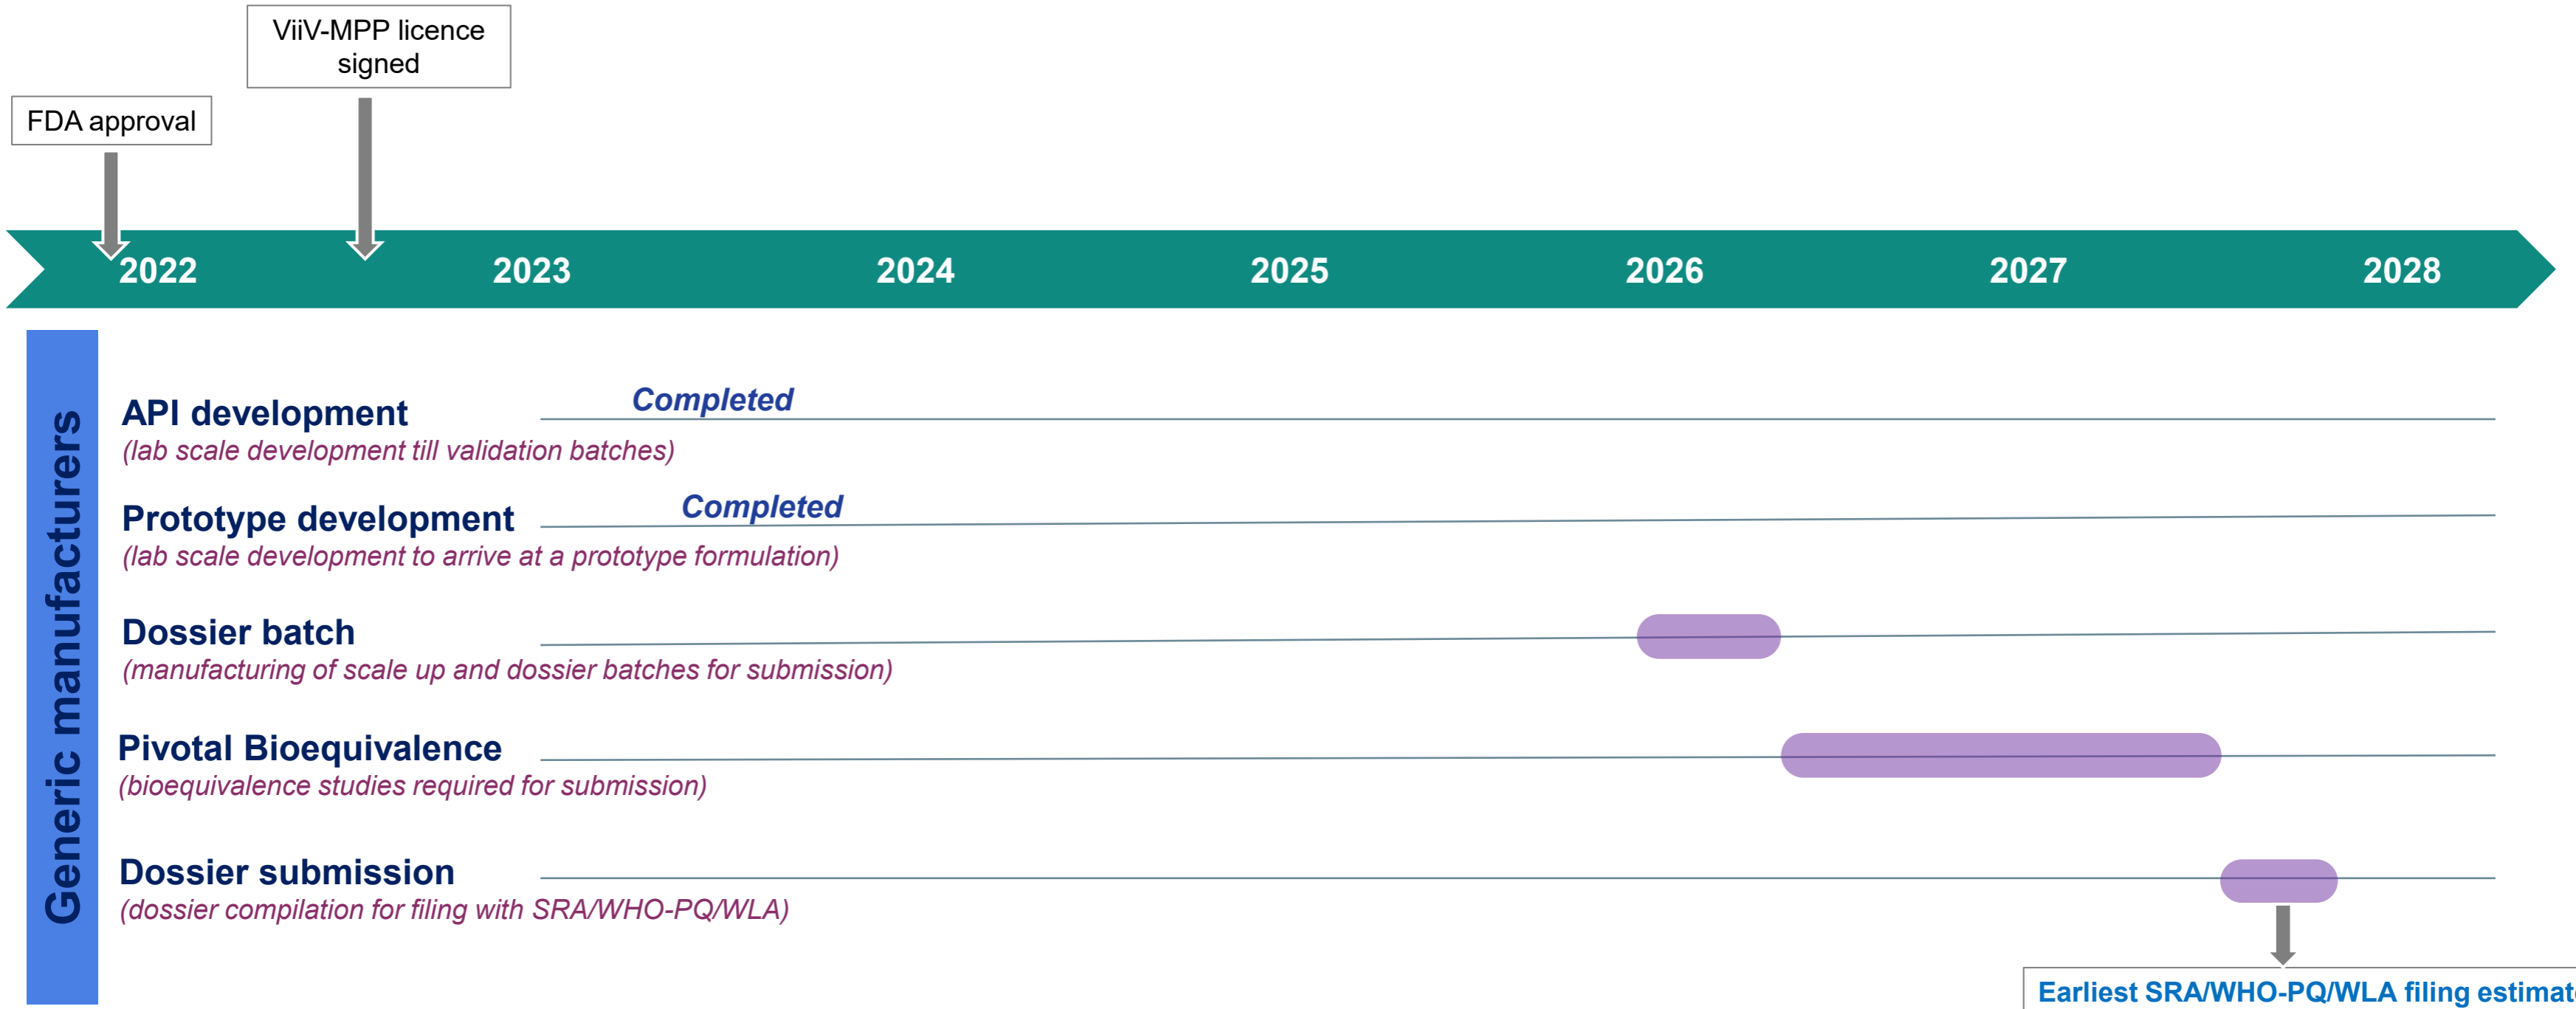 ViiV-MPP licence
signed
FDA approval
2022 2023 2024 2025 2026 2027 2028
Generic manufacturers
API development
Completed
(lab scale development till validation batches)
Prototype development
Completed
(lab scale development to arrive at a prototype formulation)
Dossier batch
(manufacturing of scale up and dossier batches for submission)
Pivotal Bioequivalence
(bioequivalence studies required for submission)
Dossier submission
(dossier compilation for filing with SRA/WHO-PQ/WLA)
Earliest SRA/WHO-PQ/WLA filing estimate